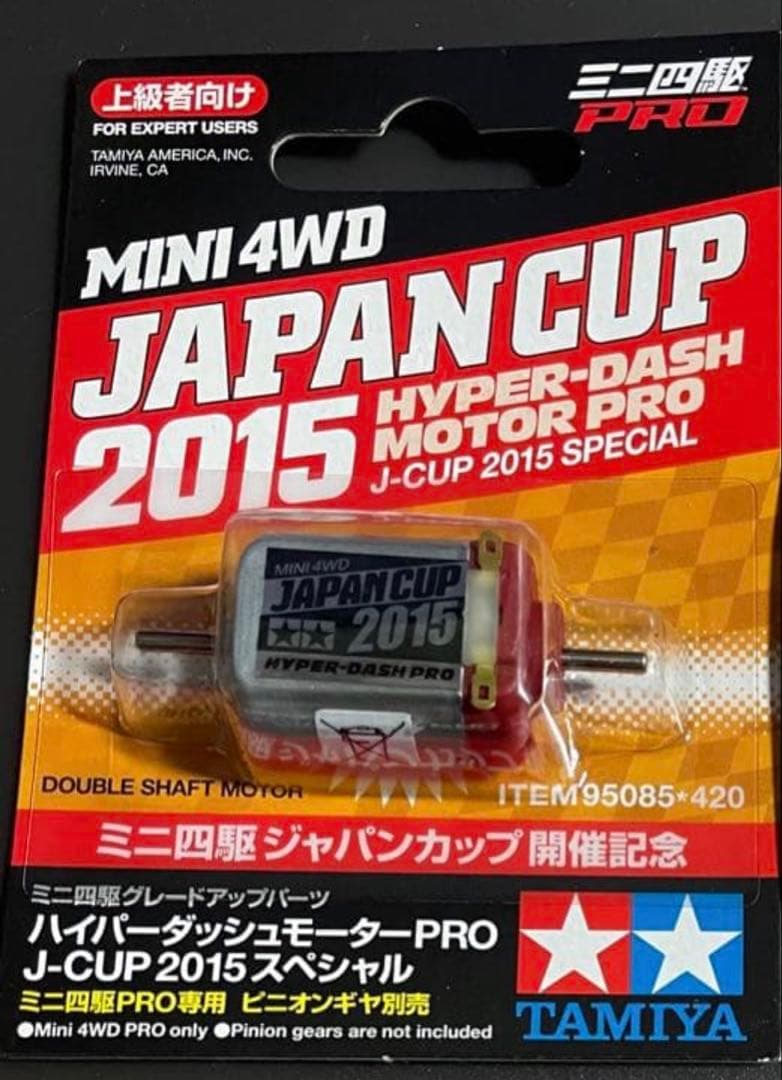 上級者向け
FOR EXPERT USERS
TAMIYA AMERICA, INC.
IRVINE, CA
ミニ四駆
PRO
MINI 4WD
JAPAN CUP
2015
HYPER-DASH
MOTOR PRO
J-CUP 2015 SPECIAL
MINI 4WD
JAPAN CUP
2015
HYPER-DASH PRO
DOUBLE SHAFT MOTOR
ITEM 95085*420
ミニ四駆 ジャパンカップ 開催記念
ミニ四駆グレードアップパーツ
ハイパーダッシュモーターPRO
J-CUP 2015 スペシャル
ミニ四駆PRO専用 ピニオンギヤ別売
●Mini 4WD PRO only ●Pinion gears are not included
TAMIYA